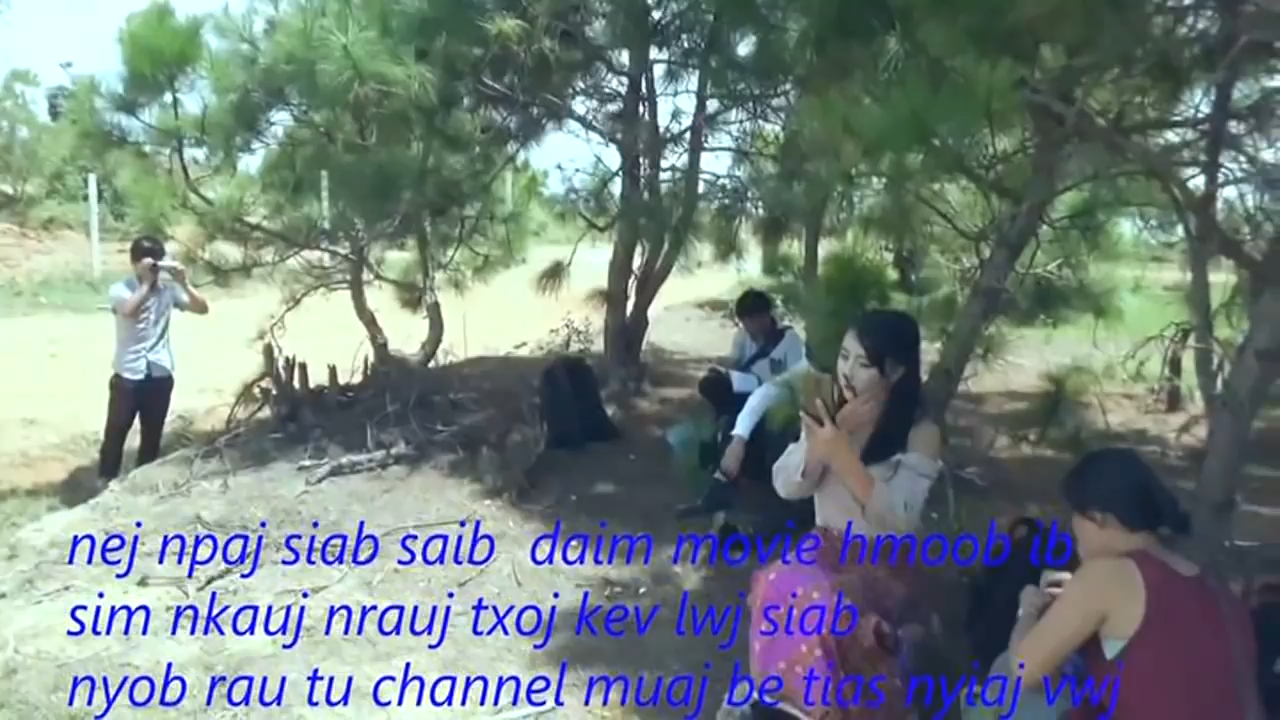 nej npaj siab saib daim movie hmoob ib
sim nkauj nrauj txoj kev lwj siab
nyob rau tu channel muaj be tias nyiaj vwj